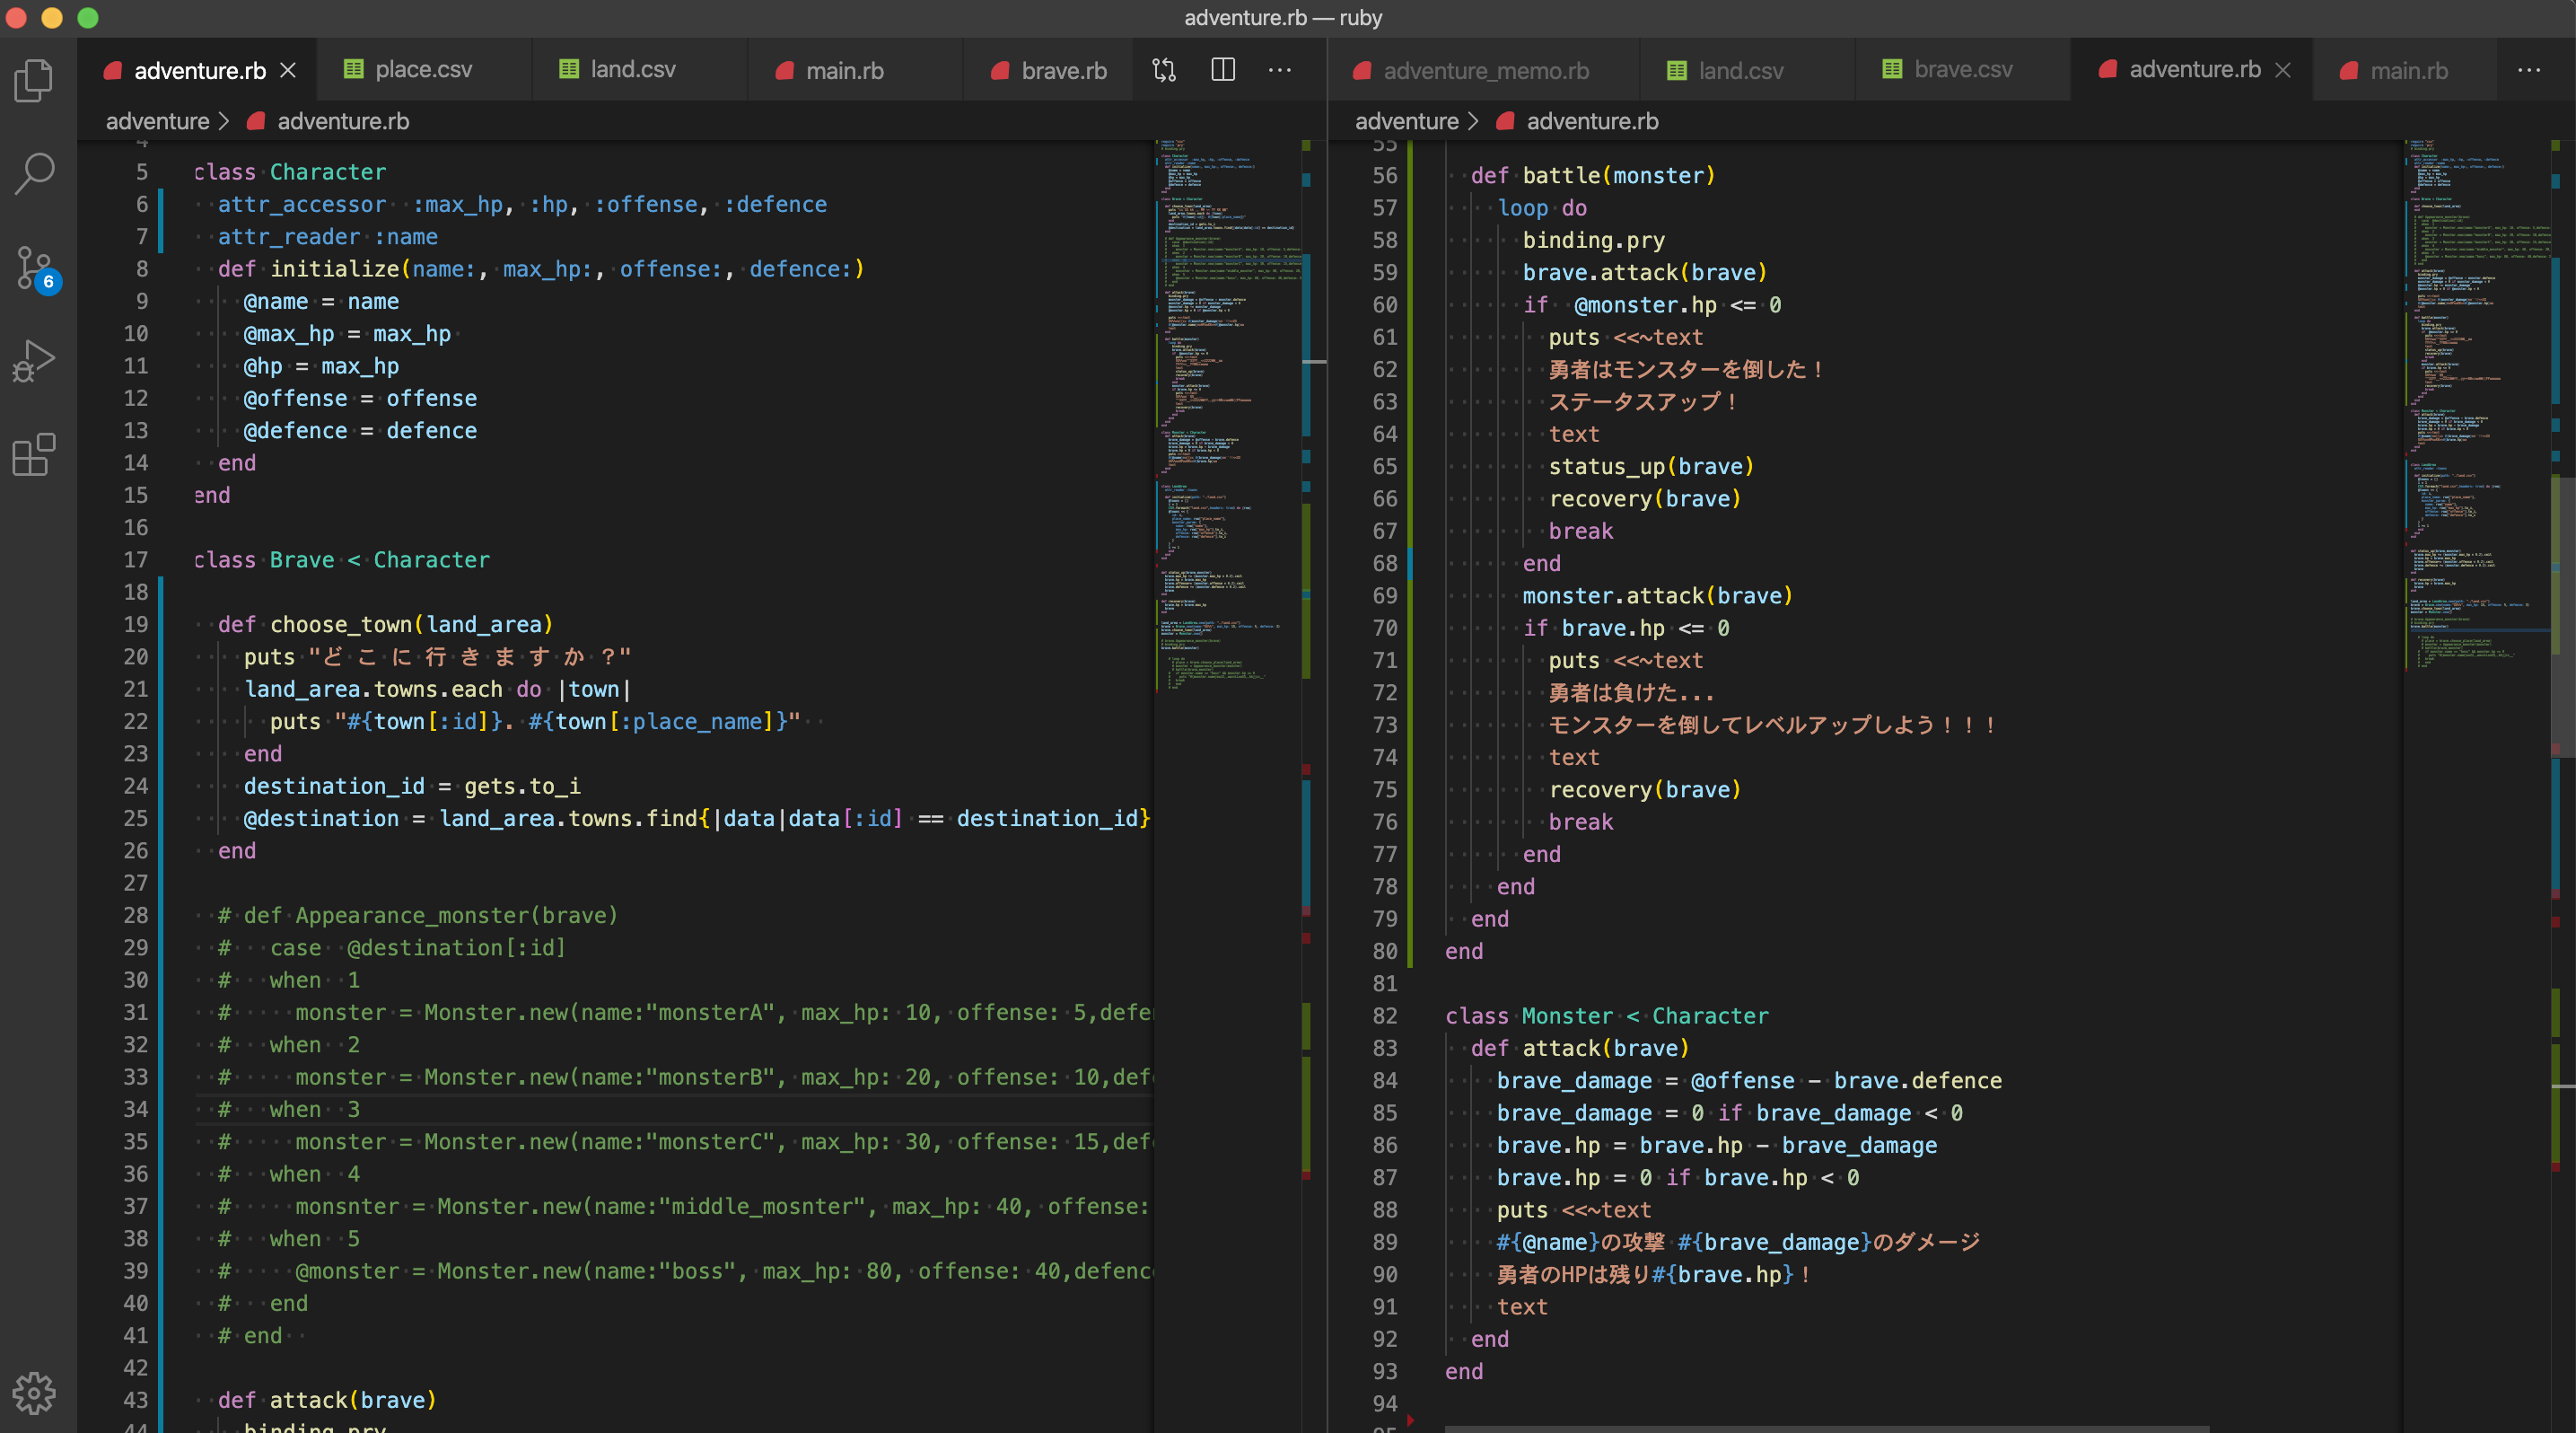 adventure.rb — ruby
adventure.rb
place.csv
land.csv
main.rb
brave.rb
adventure_memo.rb
land.csv
brave.csv
adventure.rb
main.rb
adventure > adventure.rb
adventure > adventure.rb
6
4
5 class Character
6 attr_accessor :max_hp, :hp, :offense, :defence
7 attr_reader :name
8 def initialize(name:, max_hp:, offense:, defence:)
9 @name = name
10 @max_hp = max_hp
11 @hp = max_hp
12 @offense = offense
13 @defence = defence
14 end
15 end
16
17 class Brave < Character
18
19 def choose_town(land_area)
20 puts "どこに行きますか？"
21 land_area.towns.each do |town|
22 puts "#{town[:id]}. #{town[:place_name]}"
23 end
24 destination_id = gets.to_i
25 @destination = land_area.towns.find{|data|data[:id] == destination_id}
26 end
27
28 # def Appearance_monster(brave)
29 # case @destination[:id]
30 # when 1
31 # monster = Monster.new(name:"monsterA", max_hp: 10, offense: 5,defe
32 # when 2
33 # monster = Monster.new(name:"monsterB", max_hp: 20, offense: 10,def
34 # when 3
35 # monster = Monster.new(name:"monsterC", max_hp: 30, offense: 15,def
36 # when 4
37 # monsnter = Monster.new(name:"middle_mosnter", max_hp: 40, offense:
38 # when 5
39 # @monster = Monster.new(name:"boss", max_hp: 80, offense: 40,defenc
40 # end
41 # end
42
43 def attack(brave)
44 binding.pry
55
56 def battle(monster)
57 loop do
58 binding.pry
59 brave.attack(brave)
60 if @monster.hp <= 0
61 puts <<~text
62 勇者はモンスターを倒した！
63 ステータスアップ！
64 text
65 status_up(brave)
66 recovery(brave)
67 break
68 end
69 monster.attack(brave)
70 if brave.hp <= 0
71 puts <<~text
72 勇者は負けた...
73 モンスターを倒してレベルアップしよう！！！
74 text
75 recovery(brave)
76 break
77 end
78 end
79 end
80 end
81
82 class Monster < Character
83 def attack(brave)
84 brave_damage = @offense - brave.defence
85 brave_damage = 0 if brave_damage < 0
86 brave.hp = brave.hp - brave_damage
87 brave.hp = 0 if brave.hp < 0
88 puts <<~text
89 #{@name}の攻撃 #{brave_damage}のダメージ
90 勇者のHPは残り#{brave.hp}！
91 text
92 end
93 end
94
95